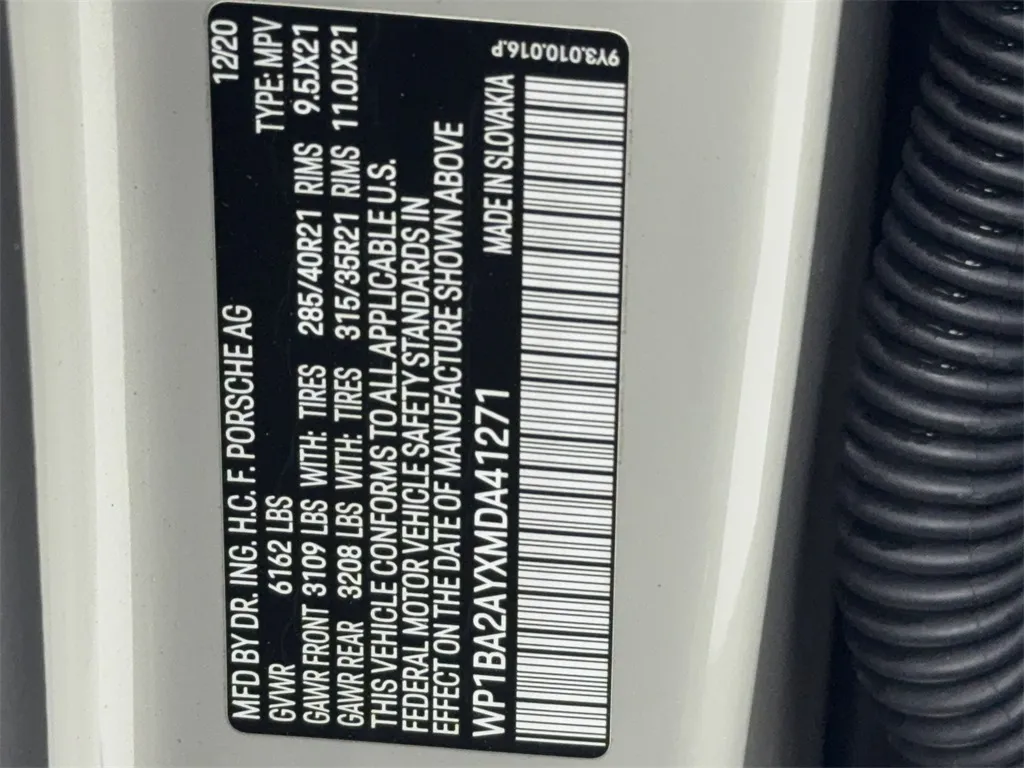 MFD BY DR. ING. H.C. F. PORSCHE AG 12/20
GVWR 6162 LBS TYPE: MPV
GAWR FRONT 3109 LBS WITH: TIRES 285/40R21 RIMS 9.5JX21
GAWR REAR 3208 LBS WITH: TIRES 315/35R21 RIMS 11.0JX21
THIS VEHICLE CONFORMS TO ALL APPLICABLE U.S.
FEDERAL MOTOR VEHICLE SAFETY STANDARDS IN
EFFECT ON THE DATE OF MANUFACTURE SHOWN ABOVE
WP1BA2AYXMDA41271 MADE IN SLOVAKIA
9Y3.010.016.P